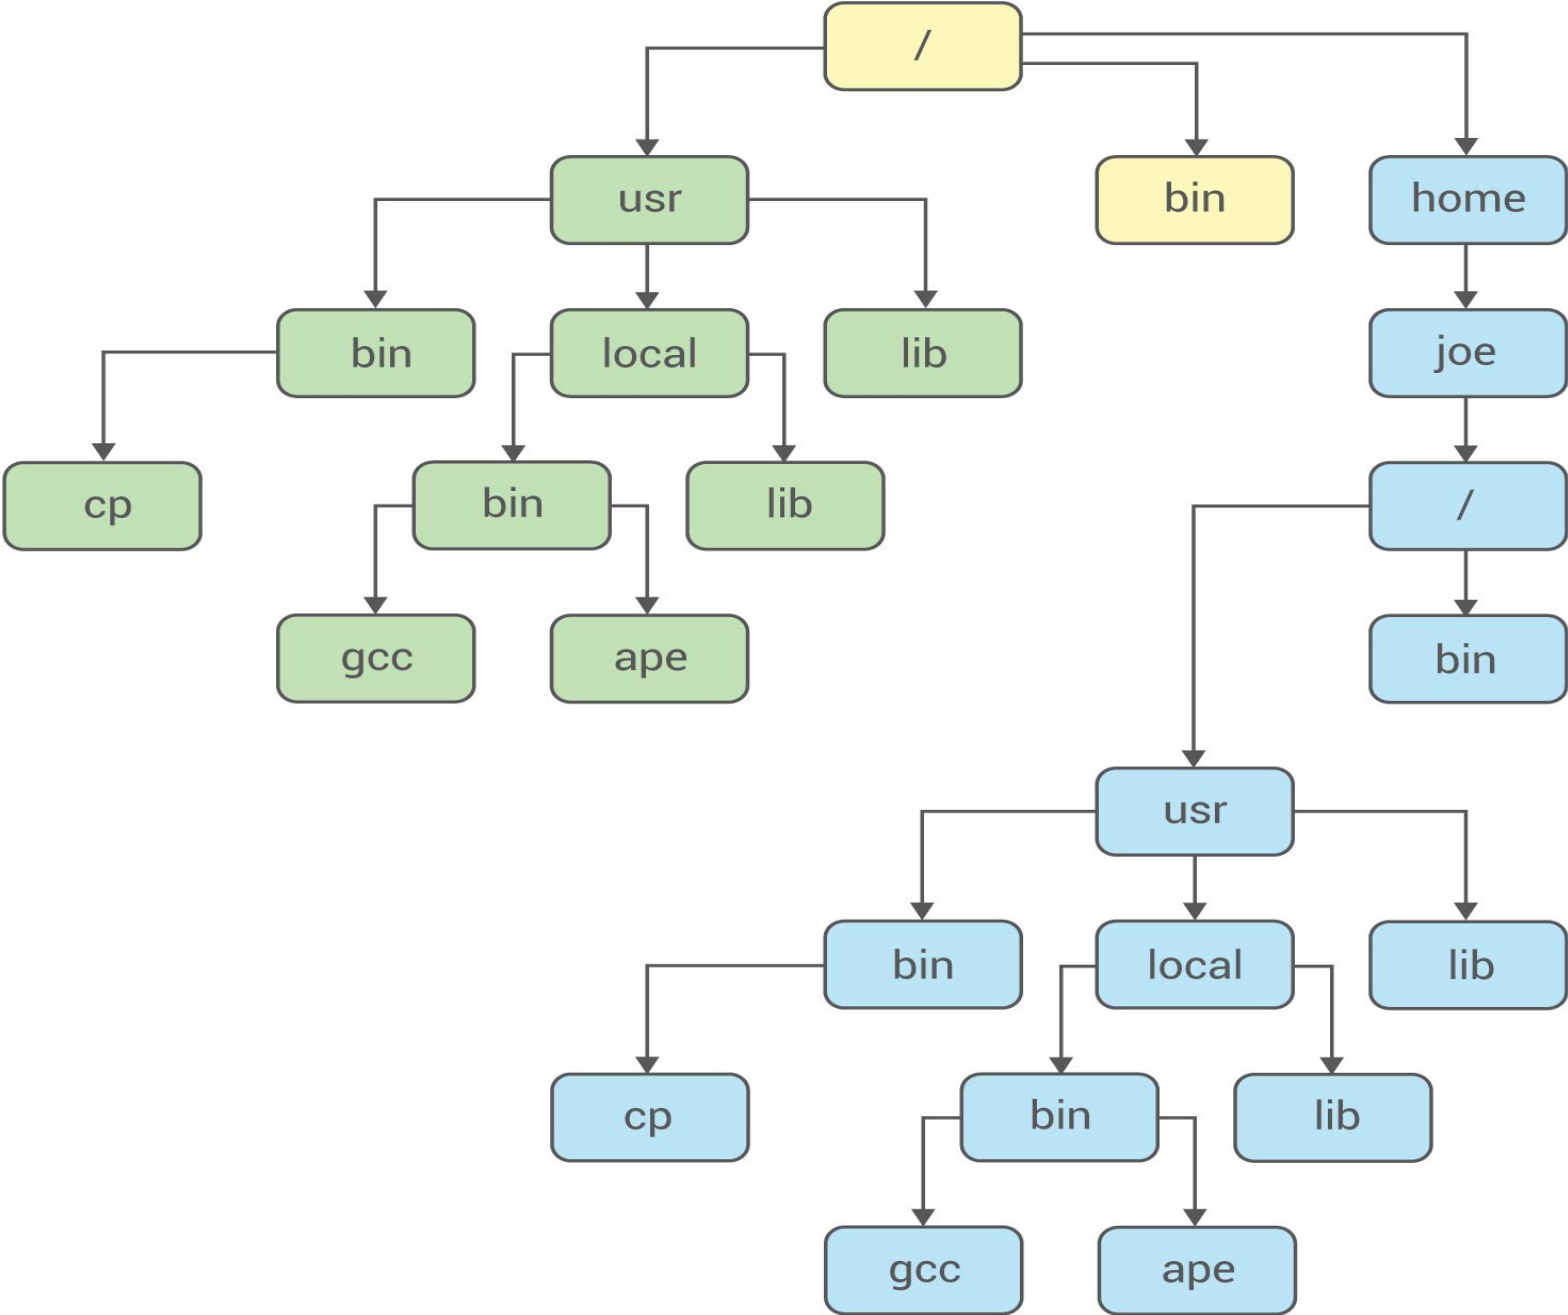 /
usr
bin
home
bin
local
lib
joe
cp
bin
lib
/
gcc
ape
bin
usr
bin
local
lib
cp
bin
lib
gcc
ape